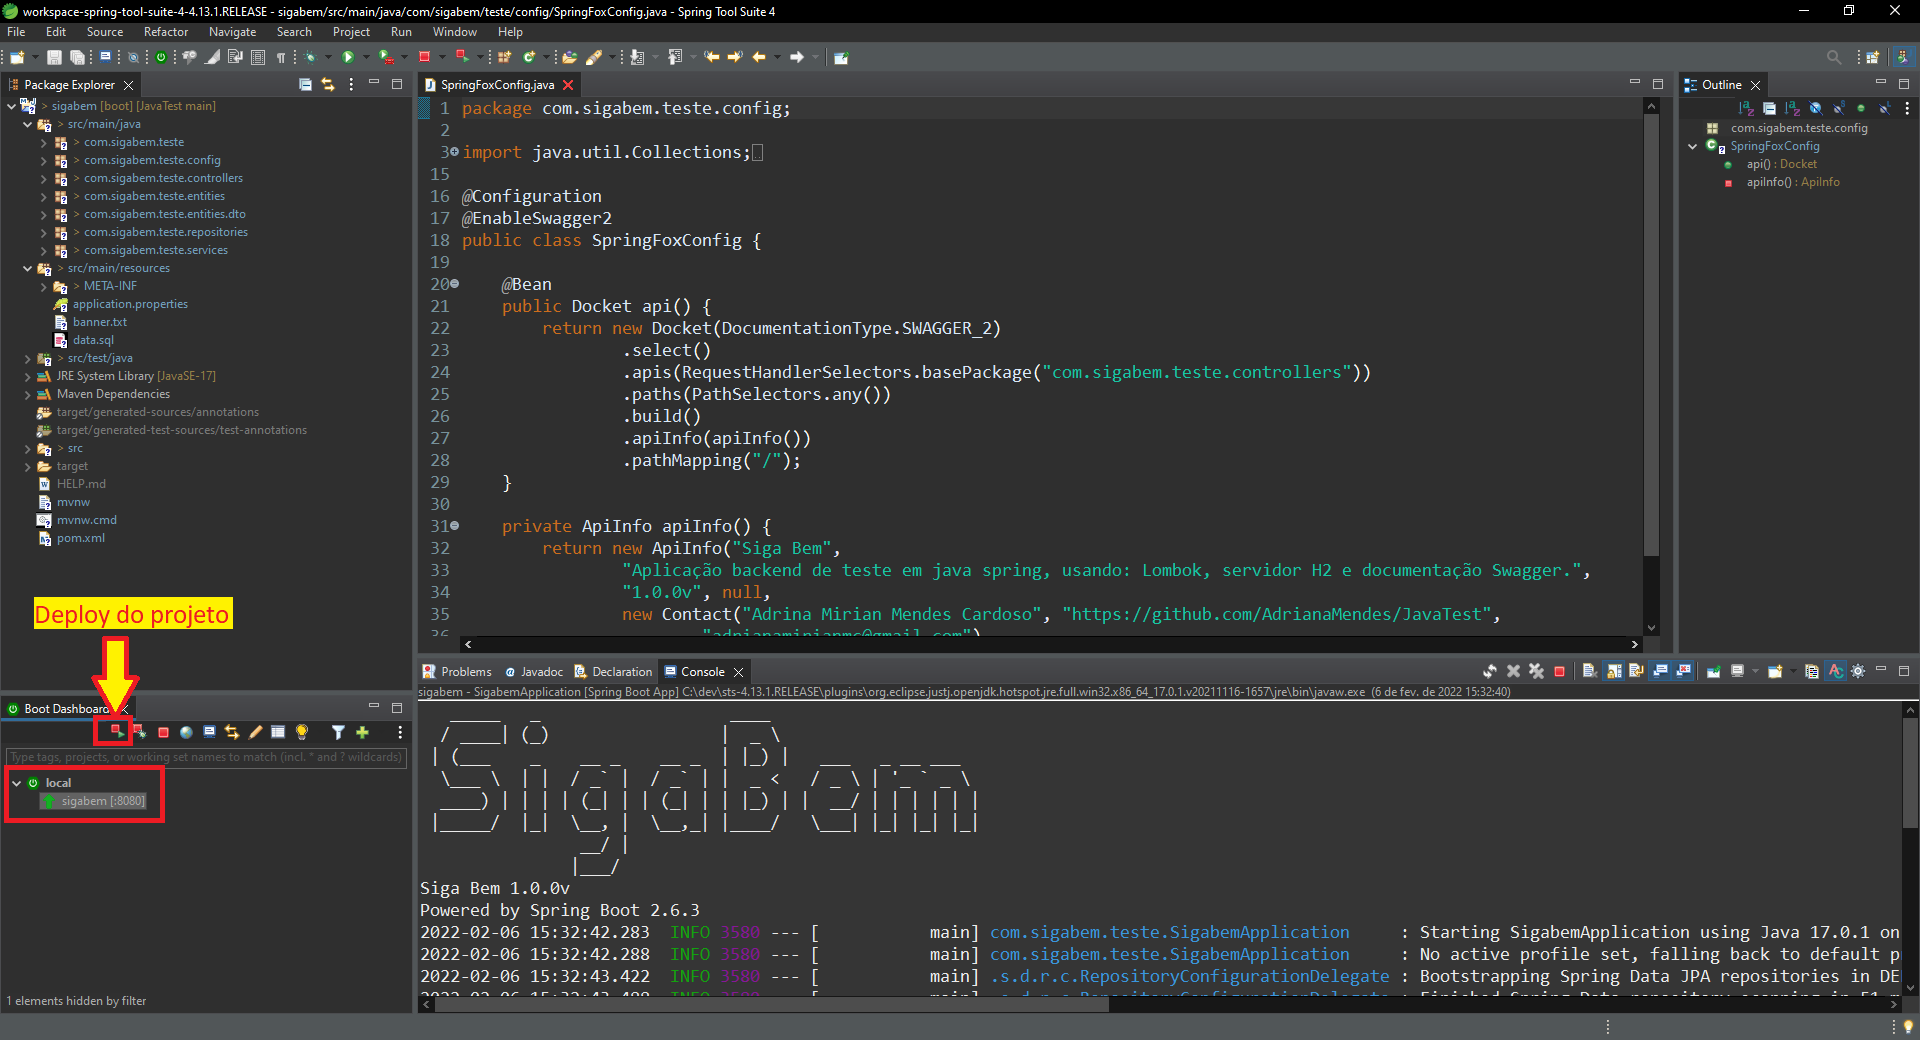 workspace-spring-tool-suite-4-4.13.1.RELEASE - sigabem/src/main/java/com/sigabem/teste/config/SpringFoxConfig.java - Spring Tool Suite 4
File Edit Source Refactor Navigate Search Project Run Window Help
Package Explorer
> sigabem [boot] [JavaTest main]
> src/main/java
> com.sigabem.teste
> com.sigabem.teste.config
> com.sigabem.teste.controllers
> com.sigabem.teste.entities
> com.sigabem.teste.entities.dto
> com.sigabem.teste.repositories
> com.sigabem.teste.services
> src/main/resources
> META-INF
application.properties
banner.txt
data.sql
> src/test/java
JRE System Library [JavaSE-17]
Maven Dependencies
target/generated-sources/annotations
target/generated-test-sources/test-annotations
> src
target
HELP.md
mvnw
mvnw.cmd
pom.xml
Deploy do projeto
Boot Dashboard
Type tags, projects, or working set names to match (incl. * and ? wildcards)
local
sigabem [:8080]
1 elements hidden by filter
SpringFoxConfig.java
1 package com.sigabem.teste.config;
2
3 import java.util.Collections;
15
16 @Configuration
17 @EnableSwagger2
18 public class SpringFoxConfig {
19
20 @Bean
21 public Docket api() {
22 return new Docket(DocumentationType.SWAGGER_2)
23 .select()
24 .apis(RequestHandlerSelectors.basePackage("com.sigabem.teste.controllers"))
25 .paths(PathSelectors.any())
26 .build()
27 .apiInfo(apiInfo())
28 .pathMapping("/");
29 }
30
31 private ApiInfo apiInfo() {
32 return new ApiInfo("Siga Bem",
33 "Aplicação backend de teste em java spring, usando: Lombok, servidor H2 e documentação Swagger.",
34 "1.0.0v", null,
35 new Contact("Adrina Mirian Mendes Cardoso", "https://github.com/AdrianaMendes/JavaTest",
36 "adrianamirianmc@gmail.com")
Outline
com.sigabem.teste.config
SpringFoxConfig
api() : Docket
apiInfo() : ApiInfo
Problems Javadoc Declaration Console
sigabem - SigabemApplication [Spring Boot App] C:\dev\sts-4.13.1.RELEASE\plugins\org.eclipse.justj.openjdk.hotspot.jre.full.win32.x86_64_17.0.1.v20211116-1657\jre\bin\javaw.exe (6 de fev. de 2022 15:32:40)
SigaBem
Siga Bem 1.0.0v
Powered by Spring Boot 2.6.3
2022-02-06 15:32:42.283 INFO 3580 --- [ main] com.sigabem.teste.SigabemApplication : Starting SigabemApplication using Java 17.0.1 on
2022-02-06 15:32:42.288 INFO 3580 --- [ main] com.sigabem.teste.SigabemApplication : No active profile set, falling back to default p
2022-02-06 15:32:43.422 INFO 3580 --- [ main] .s.d.r.c.RepositoryConfigurationDelegate : Bootstrapping Spring Data JPA repositories in DE